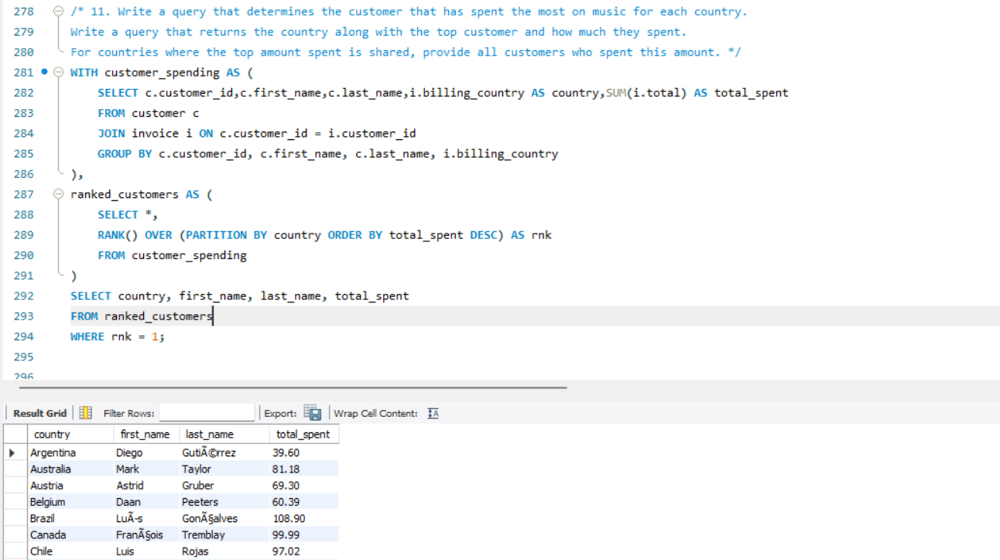 278 /* 11. Write a query that determines the customer that has spent the most on music for each country.
279 Write a query that returns the country along with the top customer and how much they spent.
280 For countries where the top amount spent is shared, provide all customers who spent this amount. */
281 WITH customer_spending AS (
282 SELECT c.customer_id,c.first_name,c.last_name,i.billing_country AS country,SUM(i.total) AS total_spent
283 FROM customer c
284 JOIN invoice i ON c.customer_id = i.customer_id
285 GROUP BY c.customer_id, c.first_name, c.last_name, i.billing_country
286 ),
287 ranked_customers AS (
288 SELECT *,
289 RANK() OVER (PARTITION BY country ORDER BY total_spent DESC) AS rnk
290 FROM customer_spending
291 )
292 SELECT country, first_name, last_name, total_spent
293 FROM ranked_customers
294 WHERE rnk = 1;
295
296
Result Grid Filter Rows: Export: Wrap Cell Content: IA
country first_name last_name total_spent
Argentina Diego GutiÃ©rrez 39.60
Australia Mark Taylor 81.18
Austria Astrid Gruber 69.30
Belgium Daan Peeters 60.39
Brazil LuÃ-s GonÃ§alves 108.90
Canada FranÃ§ois Tremblay 99.99
Chile Luis Rojas 97.02